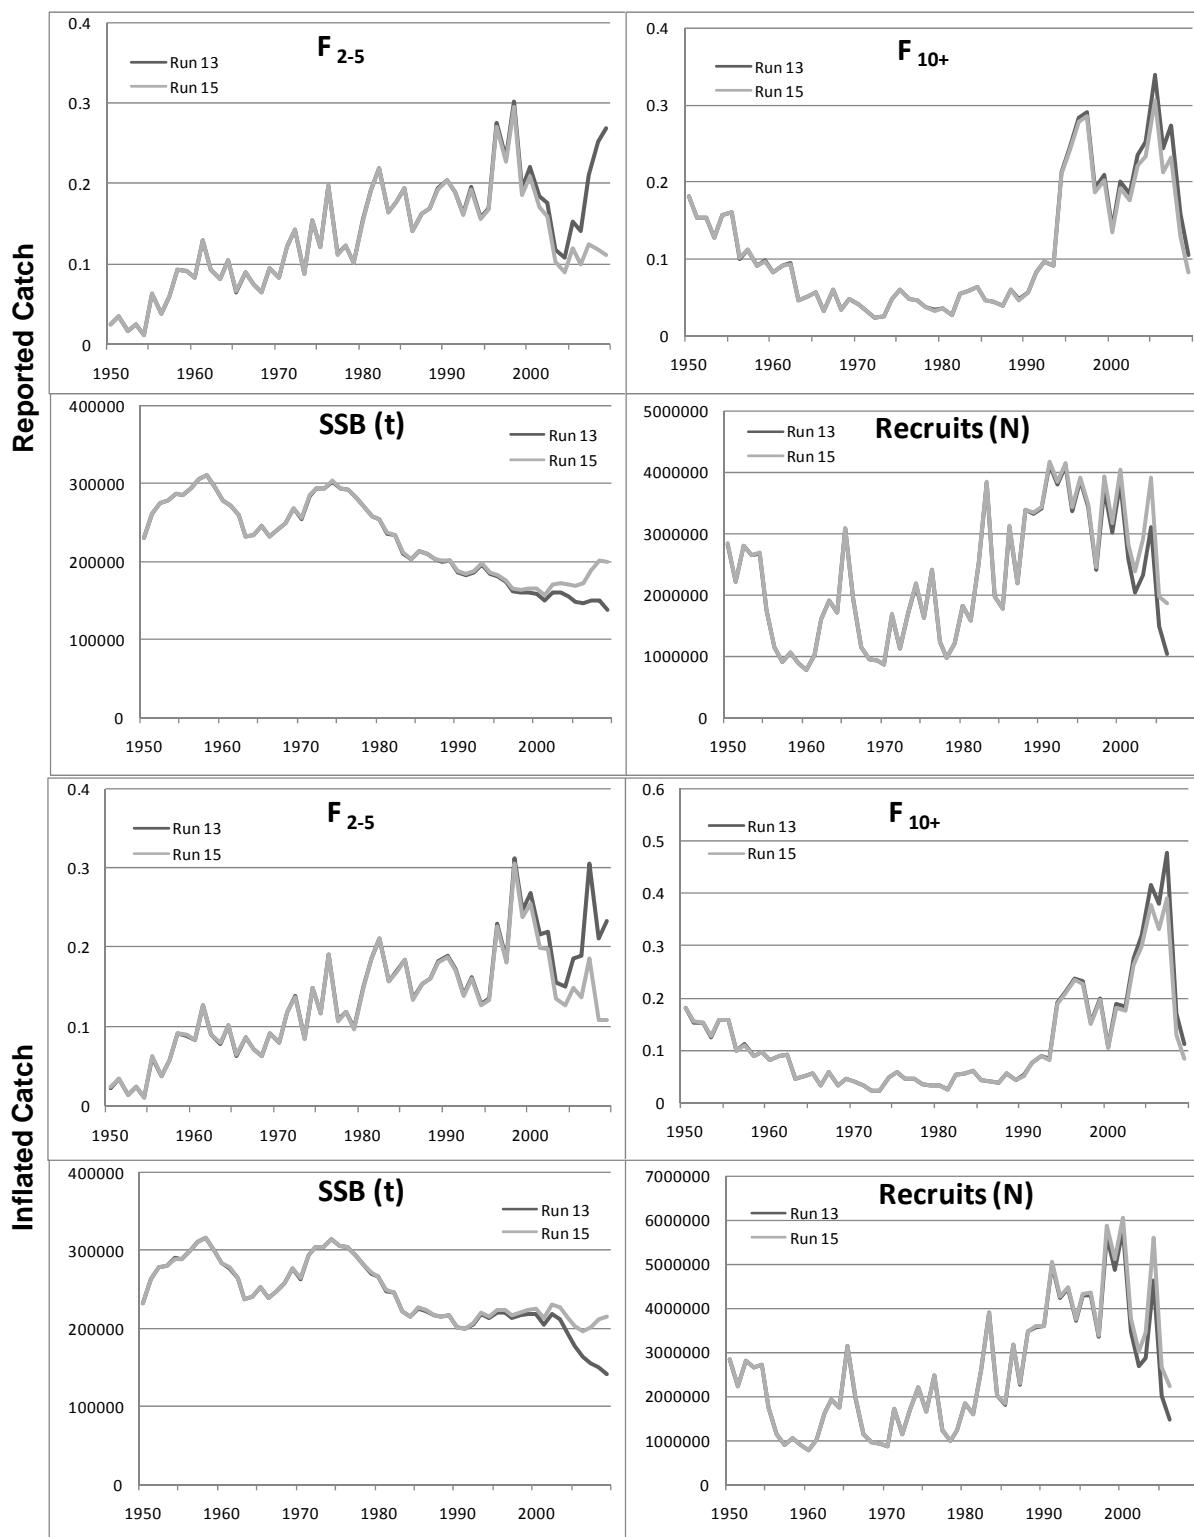 Reported Catch
F 2-5
Run 13
Run 15
0.4
0.3
0.2
0.1
0
1950 1960 1970 1980 1990 2000
F 10+
Run 13
Run 15
0.4
0.3
0.2
0.1
0
1950 1960 1970 1980 1990 2000
SSB (t)
Run 13
Run 15
400000
300000
200000
100000
0
1950 1960 1970 1980 1990 2000
Recruits (N)
Run 13
Run 15
5000000
4000000
3000000
2000000
1000000
0
1950 1960 1970 1980 1990 2000
Inflated Catch
F 2-5
Run 13
Run 15
0.4
0.3
0.2
0.1
0
1950 1960 1970 1980 1990 2000
F 10+
Run 13
Run 15
0.6
0.5
0.4
0.3
0.2
0.1
0
1950 1960 1970 1980 1990 2000
SSB (t)
Run 13
Run 15
400000
300000
200000
100000
0
1950 1960 1970 1980 1990 2000
Recruits (N)
Run 13
Run 15
7000000
6000000
5000000
4000000
3000000
2000000
1000000
0
1950 1960 1970 1980 1990 2000